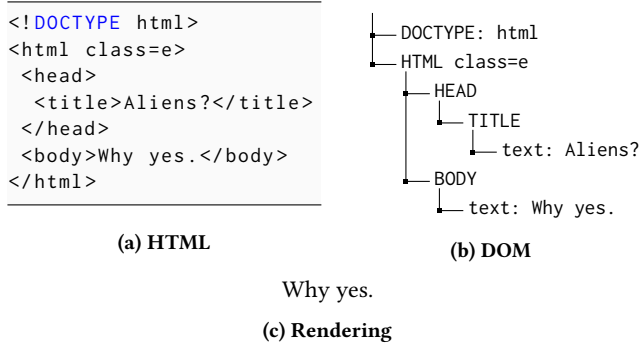 <!DOCTYPE html>
<html class=e>
<head>
<title>Aliens?</title>
</head>
<body>Why yes.</body>
</html>
(a) HTML
DOCTYPE: html
HTML class=e
HEAD
TITLE
text: Aliens?
BODY
text: Why yes.
(b) DOM
Why yes.
(c) Rendering